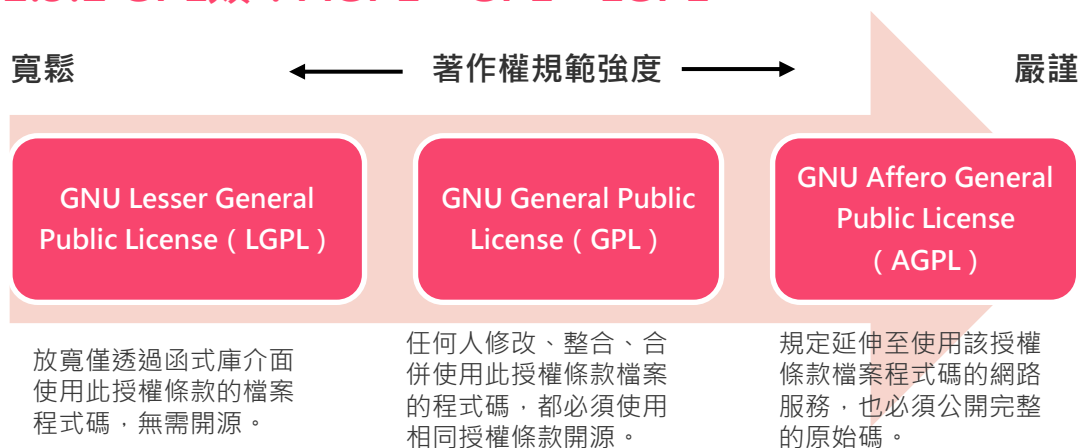 寬鬆 著作權規範強度 嚴謹
GNU Lesser General
Public License（LGPL）
GNU General Public
License（GPL）
GNU Affero General
Public License
（AGPL）
放寬僅透過函式庫介面
使用此授權條款的檔案
程式碼，無需開源。
任何人修改、整合、合
併使用此授權條款檔案
的程式碼，都必須使用
相同授權條款開源。
規定延伸至使用該授權
條款檔案程式碼的網路
服務，也必須公開完整
的原始碼。